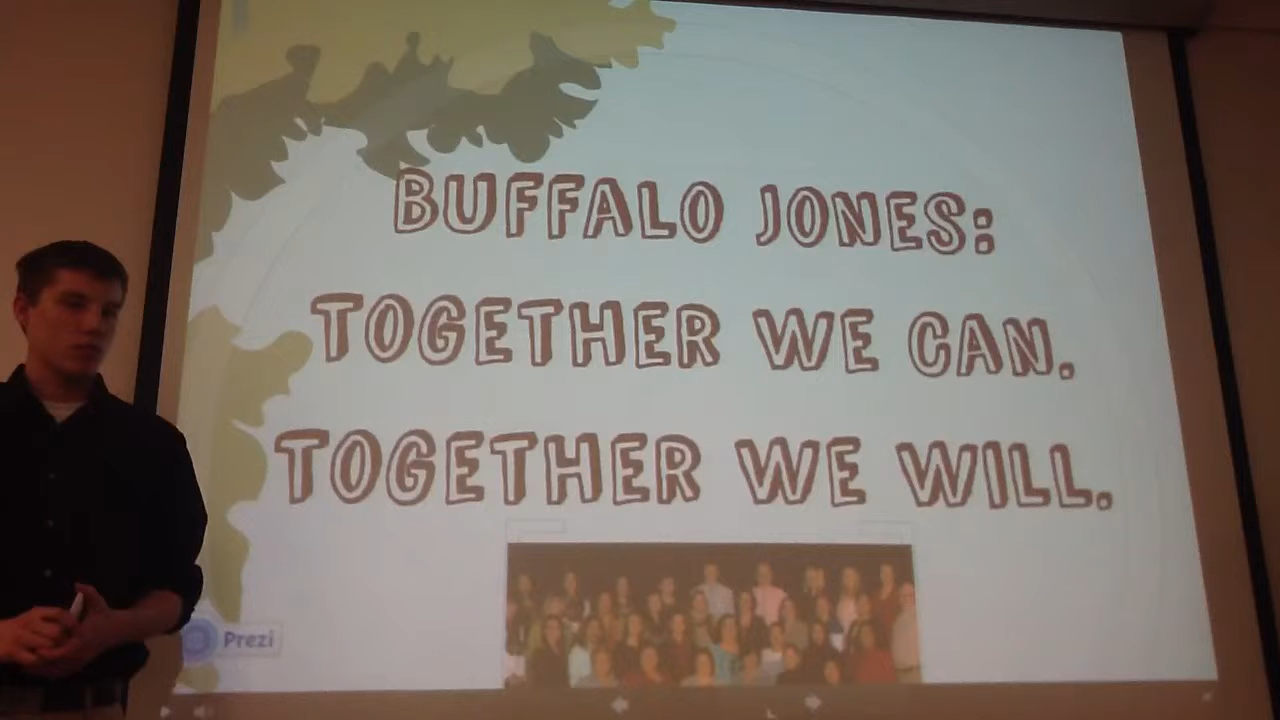 BUFFALO JONES:
TOGETHER WE CAN.
TOGETHER WE WILL.
Prezi